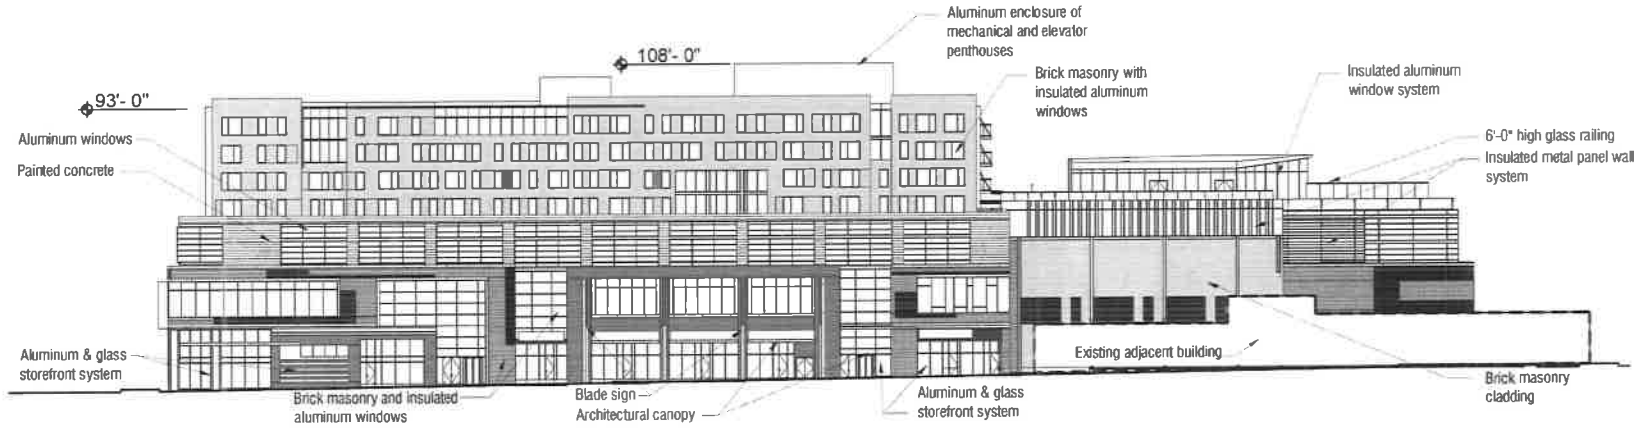 Aluminum enclosure of
mechanical and elevator
penthouses
108'- 0"
93'- 0"
Brick masonry with
insulated aluminum
windows
Insulated aluminum
window system
6'-0" high glass railing
Insulated metal panel wall
system
Aluminum windows
Painted concrete
Aluminum & glass
storefront system
Brick masonry and insulated
aluminum windows
Blade sign
Architectural canopy
Aluminum & glass
storefront system
Existing adjacent building
Brick masonry
cladding